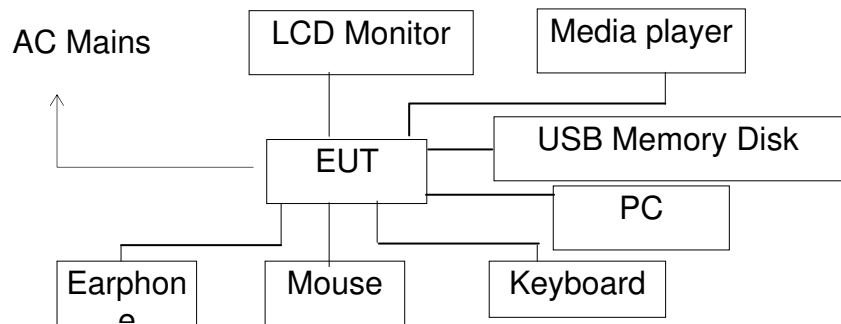 AC Mains
LCD Monitor
Media player
USB Memory Disk
EUT
PC
Earphon
e
Mouse
Keyboard